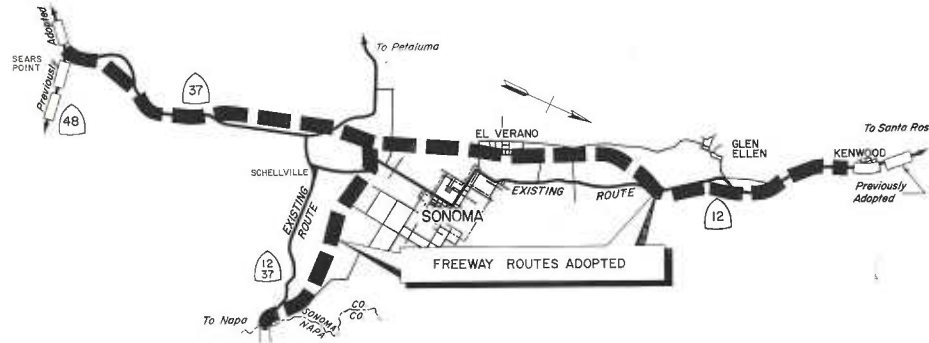 Adopted
SEARS
POINT
Previously
48
37
To Petaluma
EL VERANO
GLEN
ELLEN
To Santa Ros
KENWOOD
Previously
Adopted
12
SCHELLVILLE
EXISTING
ROUTE
SONOMA
EXISTING ROUTE
FREEWAY ROUTES ADOPTED
12
37
To Napa
SONOMA CO
NAPA CO